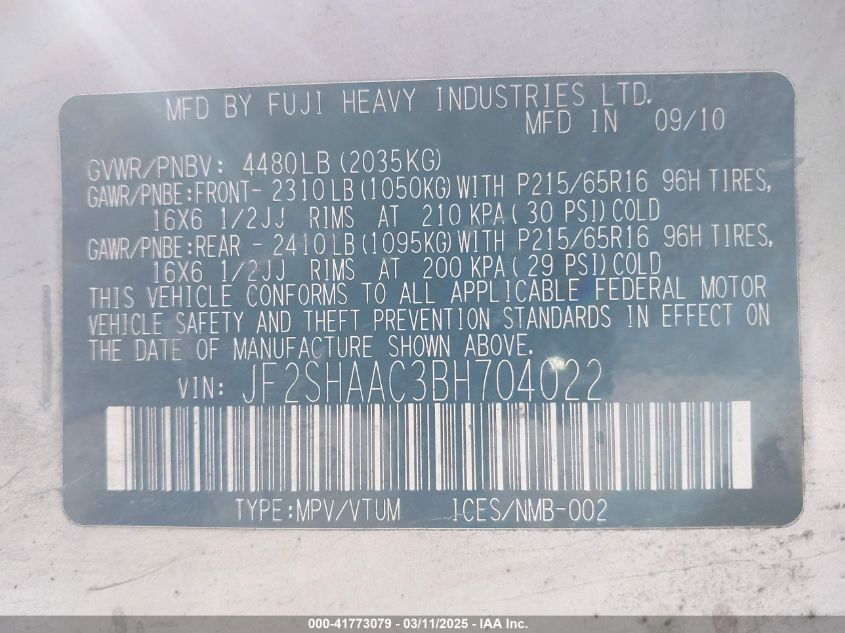 MFD BY FUJI HEAVY INDUSTRIES LTD.
MFD IN 09/10
GVWR/PNBV: 4480LB (2035KG)
GAWR/PNBE:FRONT- 2310LB (1050KG) WITH P215/65R16 96H TIRES,
16X6 1/2JJ RIMS AT 210 KPA (30 PSI) COLD
GAWR/PNBE:REAR - 2410LB (1095KG) WITH P215/65R16 96H TIRES,
16X6 1/2JJ RIMS AT 200 KPA (29 PSI) COLD
THIS VEHICLE CONFORMS TO ALL APPLICABLE FEDERAL MOTOR
VEHICLE SAFETY AND THEFT PREVENTION STANDARDS IN EFFECT ON
THE DATE OF MANUFACTURE SHOWN ABOVE.
VIN: JF2SHAAC3BH704022
TYPE:MPV/VTUM ICES/NMB-002
000-41773079 - 03/11/2025 - IAA Inc.